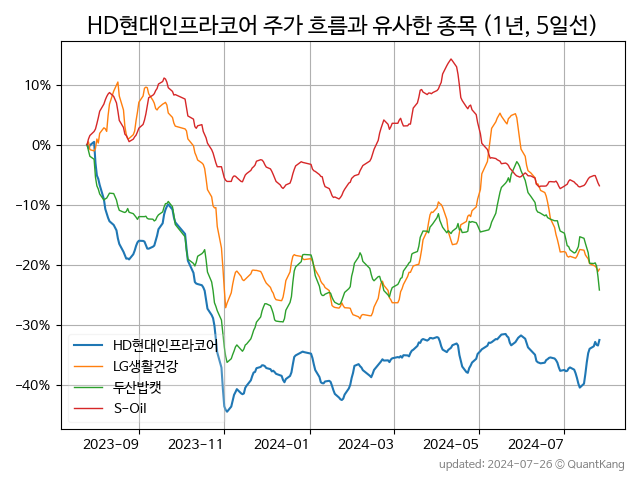 HD현대인프라코어 주가 흐름과 유사한 종목 (1년, 5일선)
10%
0%
−10%
−20%
−30%
−40%
HD현대인프라코어
LG생활건강
두산밥캣
S-Oil
2023-09
2023-11
2024-01
2024-03
2024-05
2024-07
updated: 2024-07-26 © QuantKang